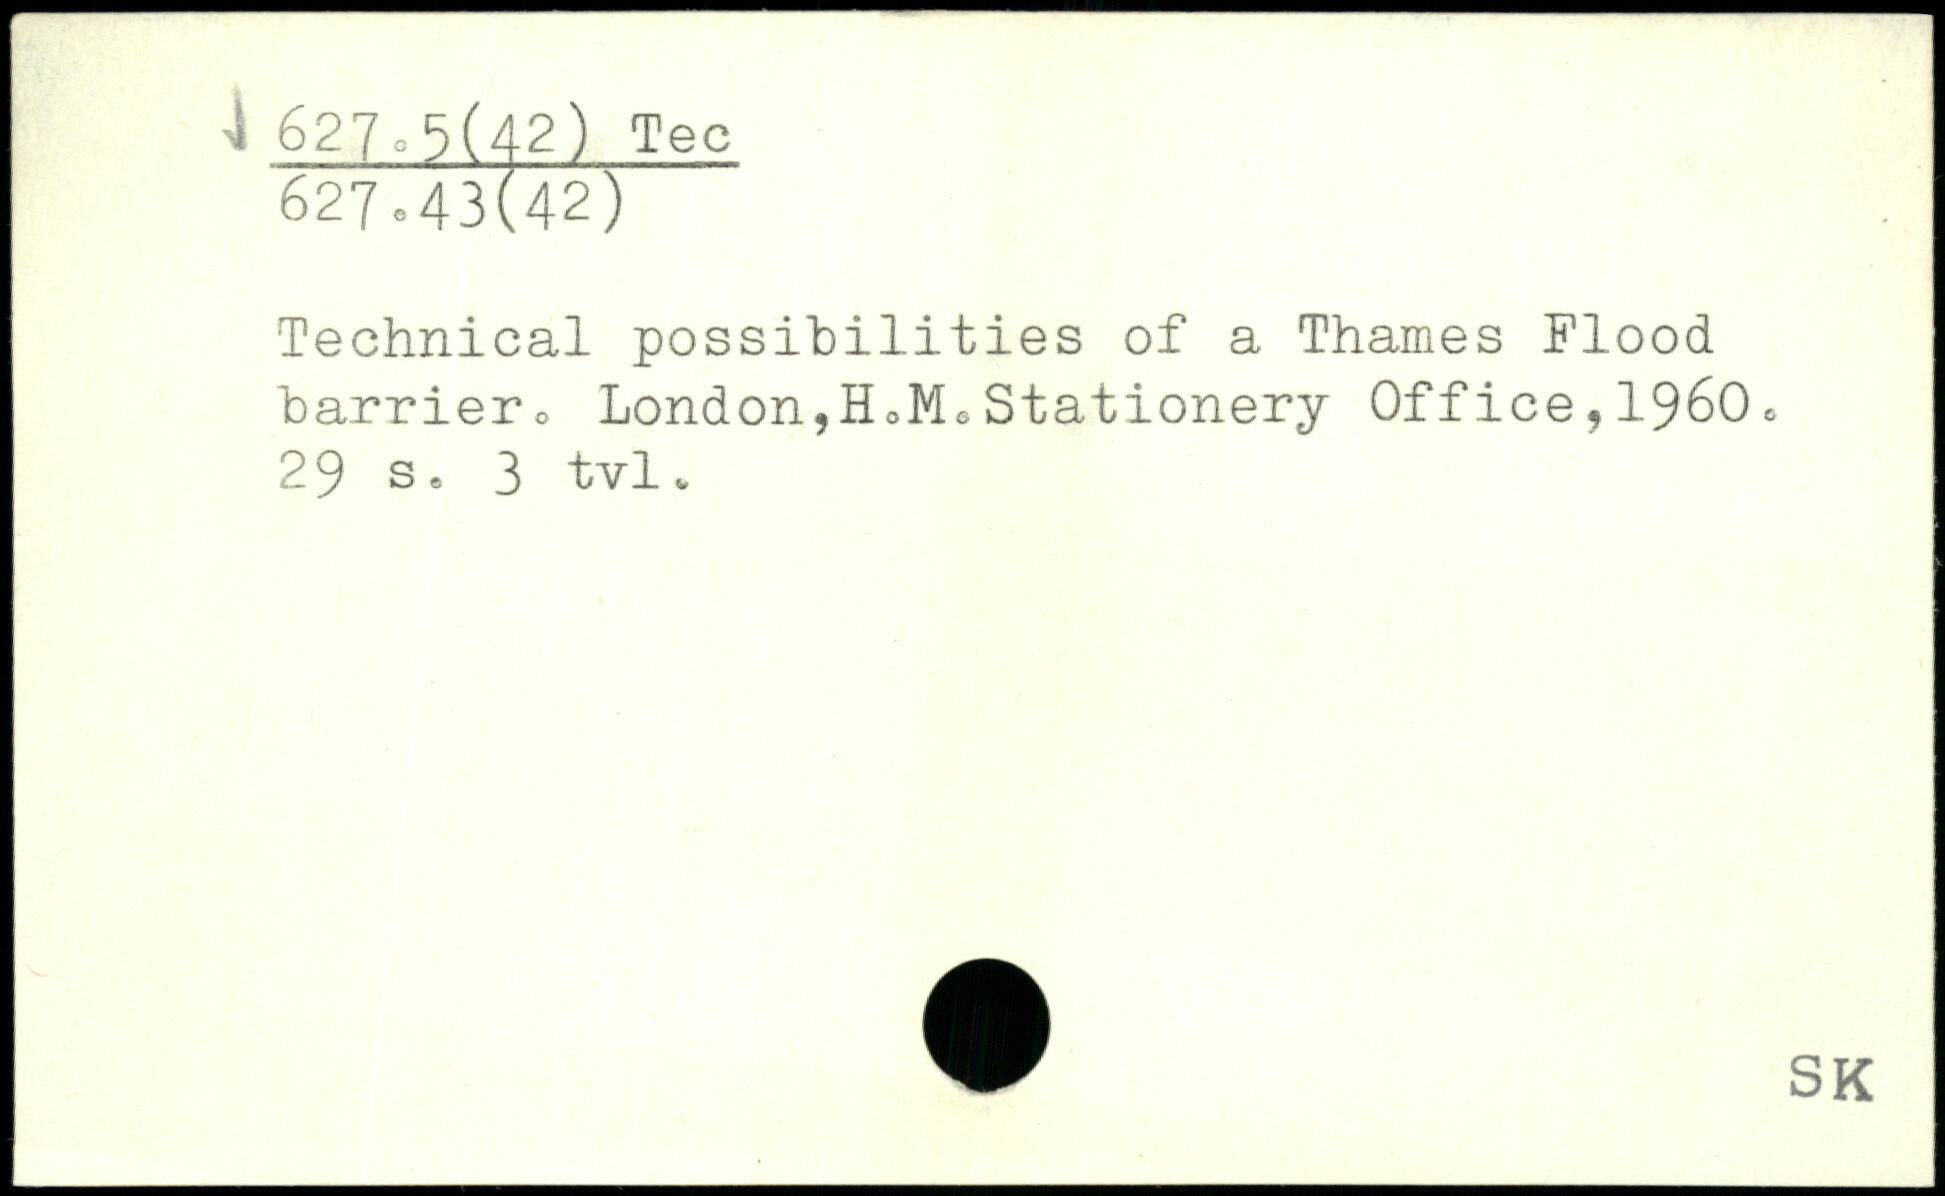 627.5(42) Tec
627.43(42)
Technical possibilities of a Thames Flood
barrier. London,H.M.Stationery Office,1960.
29 s. 3 tvl.
SK